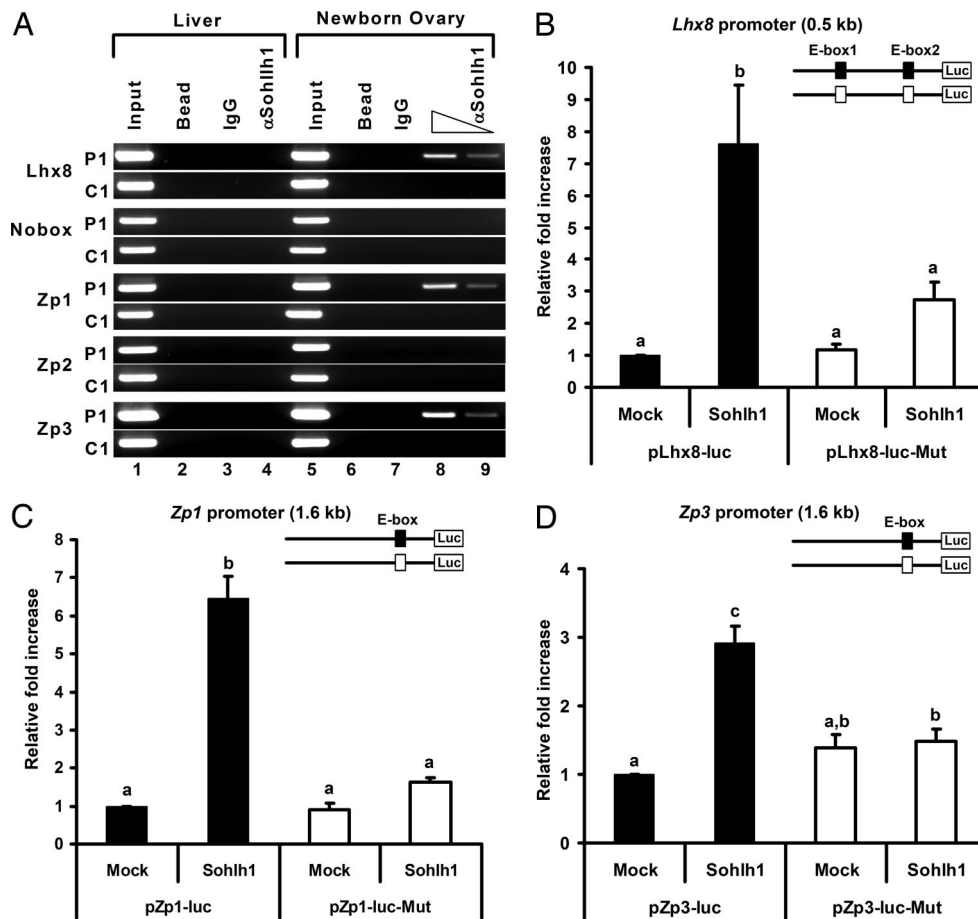 A
Liver
Newborn Ovary
Input
Bead
IgG
αSohlh1
Input
Bead
IgG
αSohlh1
Lhx8
P1
C1
Nobox
P1
C1
Zp1
P1
C1
Zp2
P1
C1
Zp3
P1
C1
1 2 3 4 5 6 7 8 9
B
Lhx8 promoter (0.5 kb)
E-box1 E-box2
Luc
Luc
Relative fold increase
10
9
8
7
6
5
4
3
2
1
0
a
b
a
a
Mock Sohlh1 Mock Sohlh1
pLhx8-luc pLhx8-luc-Mut
C
Zp1 promoter (1.6 kb)
E-box
Luc
Luc
Relative fold increase
8
7
6
5
4
3
2
1
0
a
b
a
a
Mock Sohlh1 Mock Sohlh1
pZp1-luc pZp1-luc-Mut
D
Zp3 promoter (1.6 kb)
E-box
Luc
Luc
Relative fold increase
4
3
2
1
0
a
c
a,b
b
Mock Sohlh1 Mock Sohlh1
pZp3-luc pZp3-luc-Mut